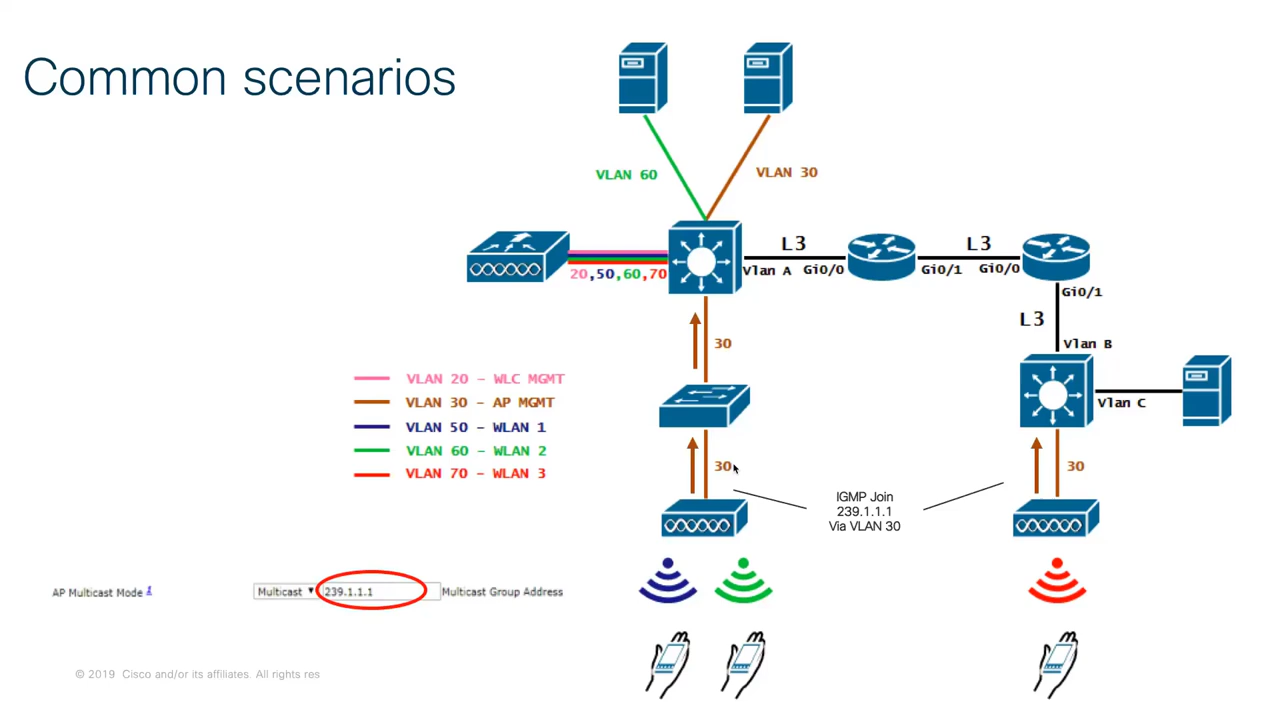 Common scenarios
VLAN 60
VLAN 30
20,50,60,70
L3
Vlan A
Gi0/0
L3
Gi0/1
Gi0/0
Gi0/1
L3
Vlan B
Vlan C
30
30
30
VLAN 20 - WLC MGMT
VLAN 30 - AP MGMT
VLAN 50 - WLAN 1
VLAN 60 - WLAN 2
VLAN 70 - WLAN 3
IGMP Join
239.1.1.1
Via VLAN 30
AP Multicast Mode
Multicast
239.1.1.1
Multicast Group Address
© 2019 Cisco and/or its affiliates. All rights res